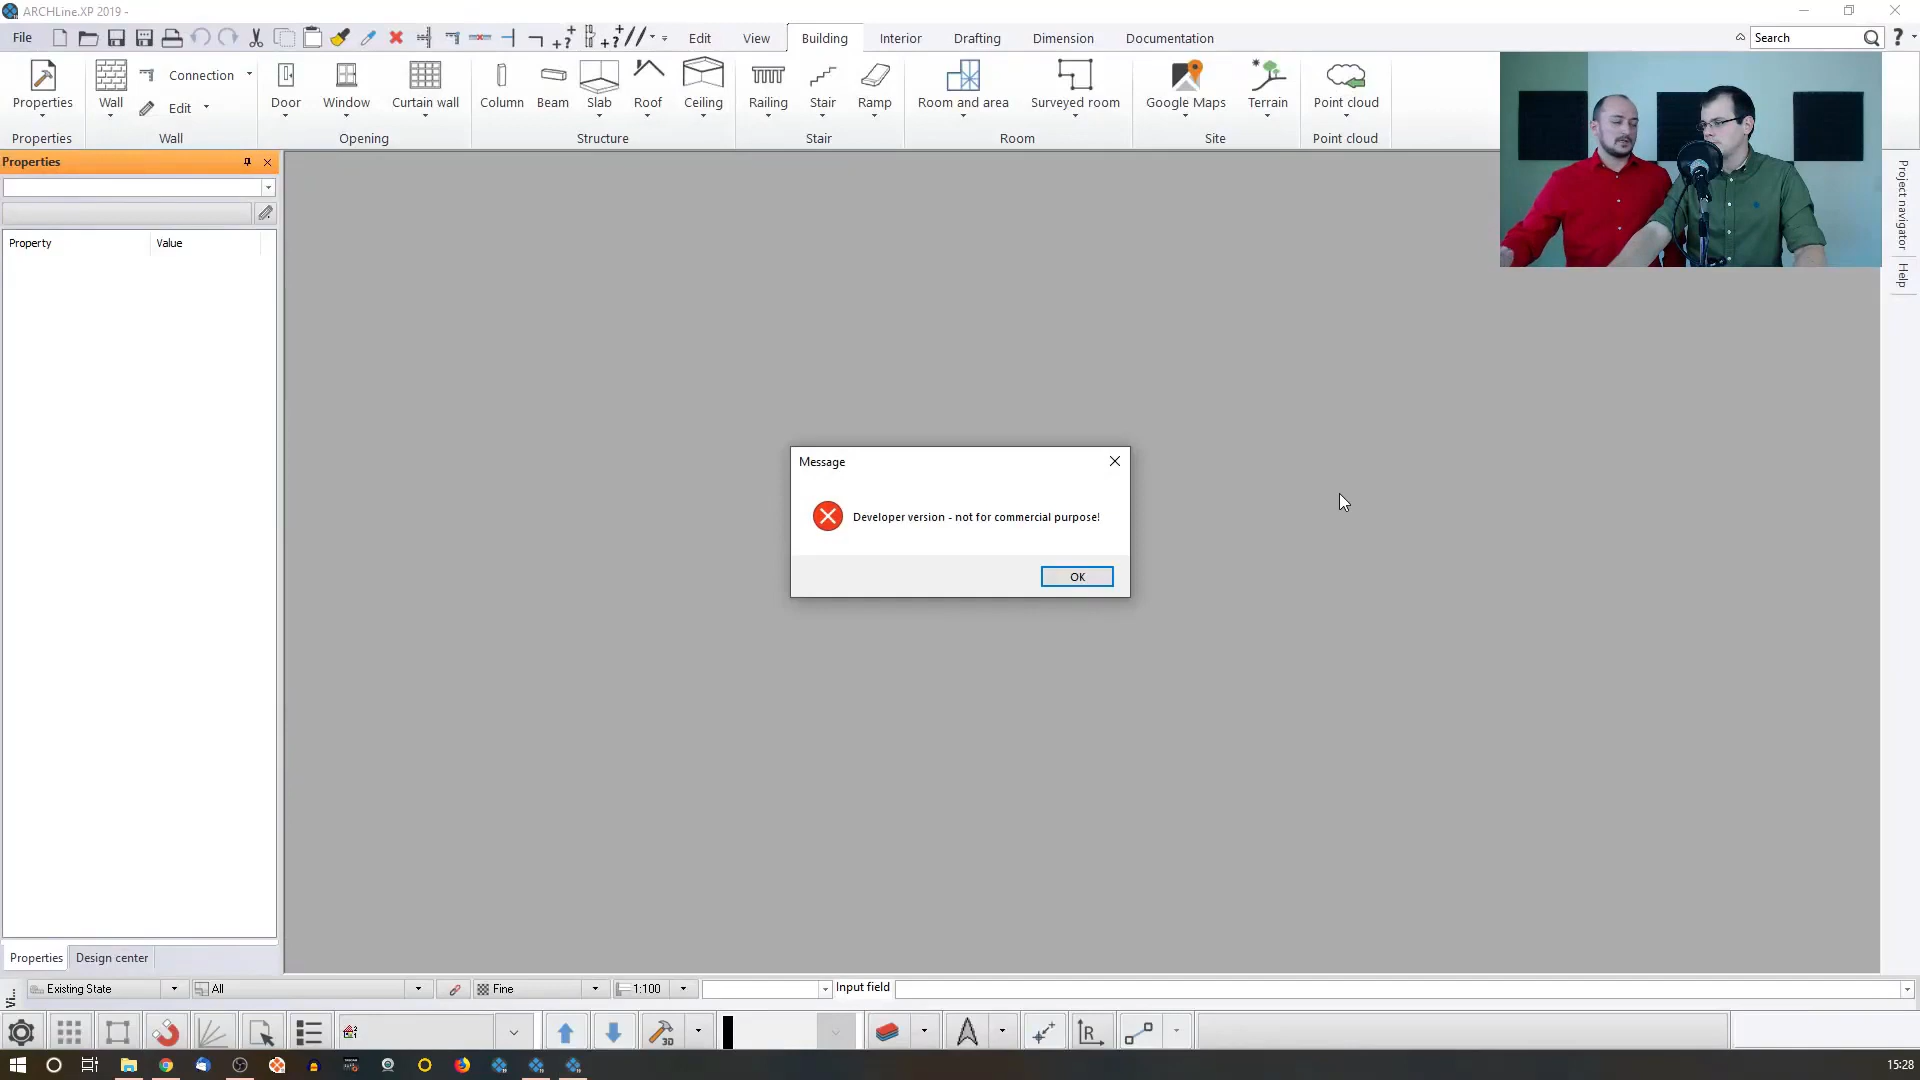 ARCHLine.XP 2019 -
File
Edit
View
Building
Interior
Drafting
Dimension
Documentation
Search
Properties
Wall
Connection
Edit
Door
Window
Curtain wall
Column
Beam
Slab
Roof
Ceiling
Railing
Stair
Ramp
Room and area
Surveyed room
Google Maps
Terrain
Point cloud
Properties
Wall
Opening
Structure
Stair
Room
Site
Point cloud
Properties
Property
Value
Project navigator
Help
Message
Developer version - not for commercial purpose!
OK
Properties
Design center
Vi...
Existing State
All
Fine
1:100
Input field
3D
R
15:28